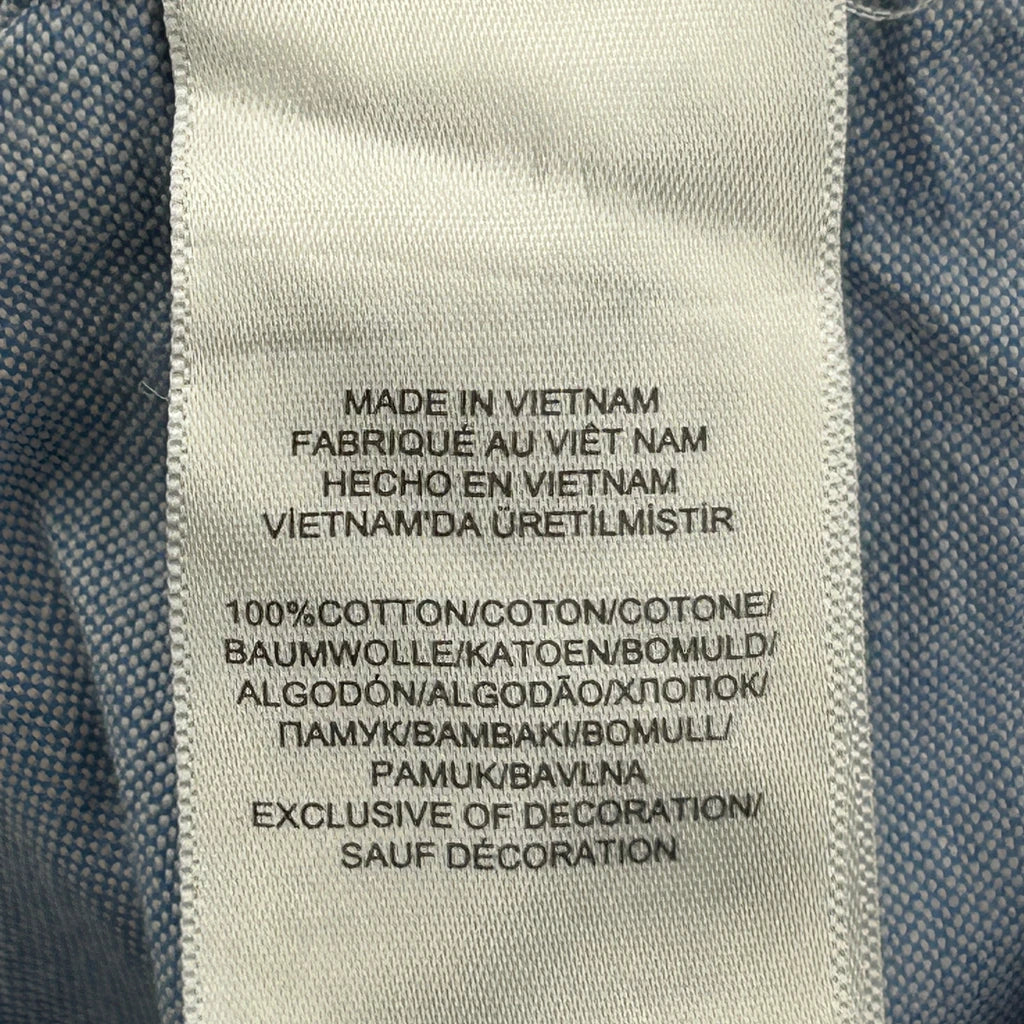 MADE IN VIETNAM
FABRIQUÉ AU VIÊT NAM
HECHO EN VIETNAM
VİETNAM'DA ÜRETİLMİŞTİR
100%COTTON/COTON/COTONE/
BAUMWOLLE/KATOEN/BOMULD/
ALGODÓN/ALGODÃO/ХЛОПОК/
ПАМУК/BAMBAKI/BOMULL/
PAMUK/BAVLNA
EXCLUSIVE OF DECORATION/
SAUF DÉCORATION